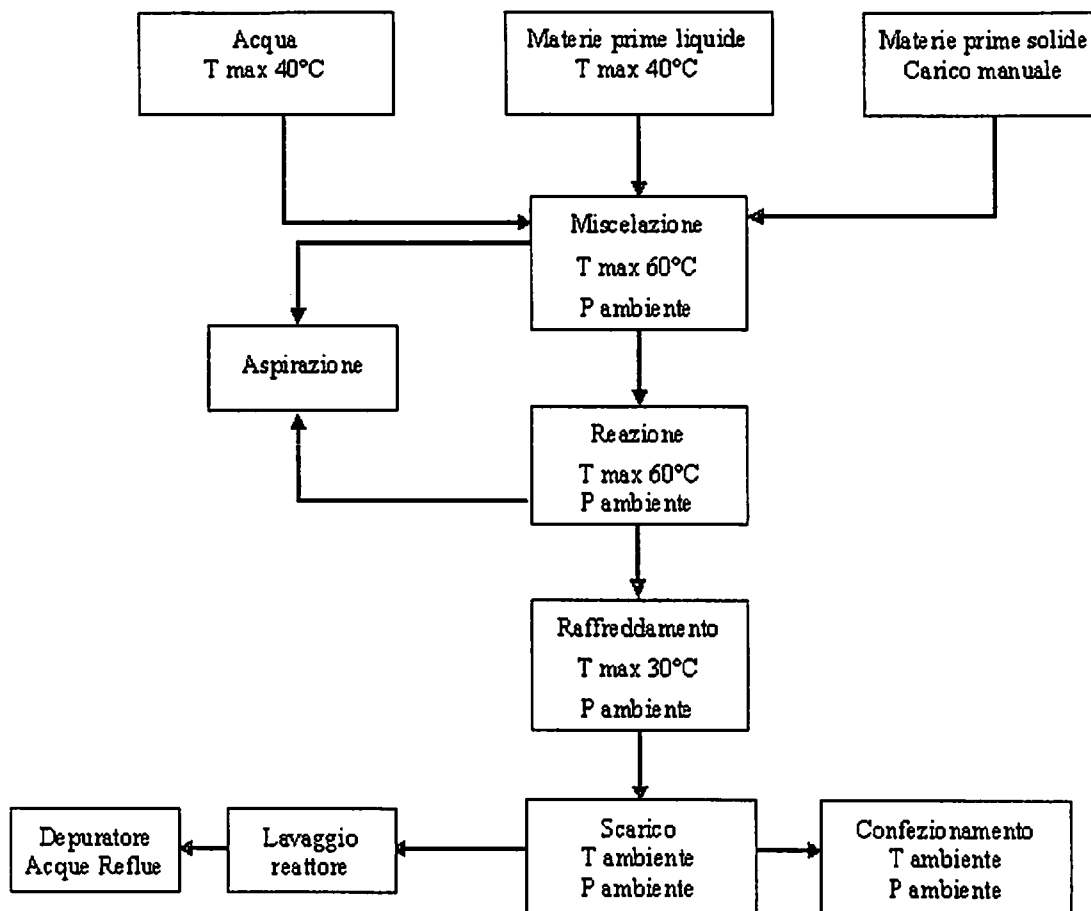 Acqua
T max 40°C
Materie prime liquide
T max 40°C
Materie prime solide
Carico manuale
Miscelazione
T max 60°C
P ambiente
Aspirazione
Reazione
T max 60°C
P ambiente
Raffreddamento
T max 30°C
P ambiente
Depuratore
Acque Reflue
Lavaggio
reattore
Scarico
T ambiente
P ambiente
Confezionamento
T ambiente
P ambiente